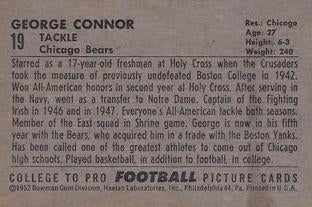 GEORGE CONNOR
19 TACKLE
Chicago Bears
Res.: Chicago
Age: 27
Height: 6-3
Weight: 240
Starred as a 17-year-old freshman at Holy Cross when the Crusaders
took the measure of previously undefeated Boston College in 1942.
Won All-American honors in second year at Holy Cross. After serving
in the Navy, went a transfer to Notre Dame. Captain of the Fighting
Irish in 1946 and in 1947. Everyone's All-American tackle both seasons.
Member of the East squad in Shrine game. George is now in his fifth
year with the Bears, who acquired him in a trade with the Boston Yanks.
Has been called one of the greatest athletes to come out of Chicago
high schools. Played basketball, in addition to football, in college.
COLLEGE TO PRO FOOTBALL PICTURE CARDS
©1952 Bowman Gum Division, Haelan Laboratories, Inc., Philadelphia 44, Pa. Printed in U.S.A.